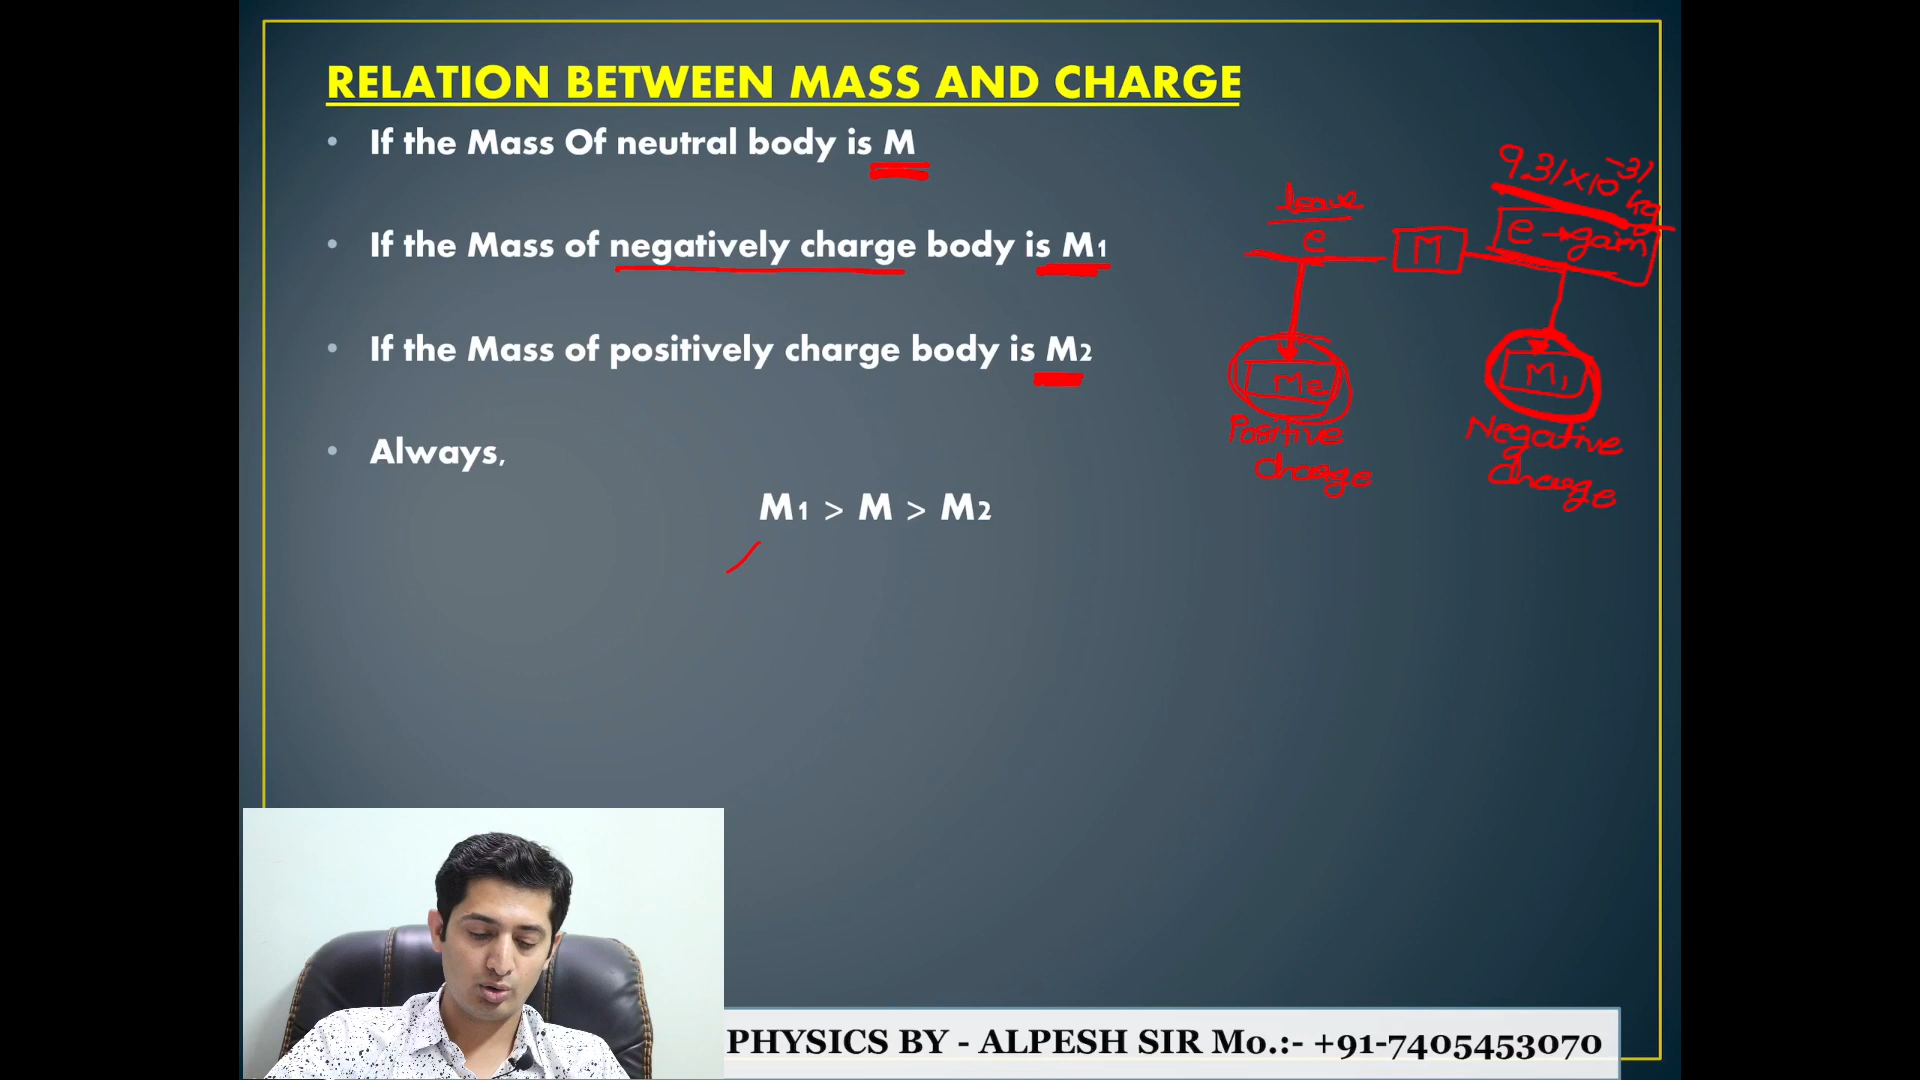 RELATION BETWEEN MASS AND CHARGE
• If the Mass Of neutral body is M
• If the Mass of negatively charge body is M1
• If the Mass of positively charge body is M2
• Always,
M1 > M > M2
931×10⁻³¹
kg
leave
e
M
e → gain
M2
M1
Positive
charge
Negative
charge
PHYSICS BY - ALPESH SIR Mo.:- +91-7405453070